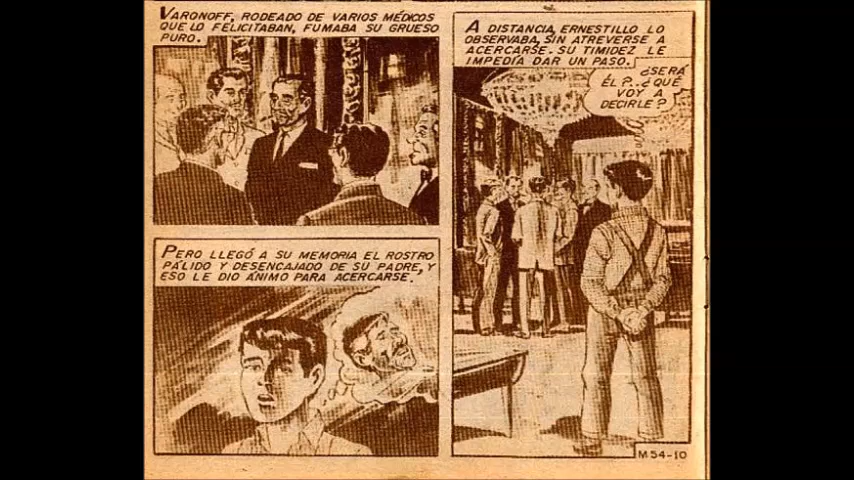 VARONOFF, RODEADO DE VARIOS MÉDICOS
QUE LO FELICITABAN, FUMABA SU GRUESO
PURO.
A DISTANCIA, ERNESTILLO LO
OBSERVABA, SIN ATREVERSE A
ACERCARSE. SU TIMIDEZ LE
IMPEDÍA DAR UN PASO.
¿SERÁ
ÉL?..¿QUÉ
VOY A
DECIRLE?
PERO LLEGÓ A SU MEMORIA EL ROSTRO
PÁLIDO Y DESENCAJADO DE SU PADRE, Y
ESO LE DIO ÁNIMO PARA ACERCARSE.
M54-10